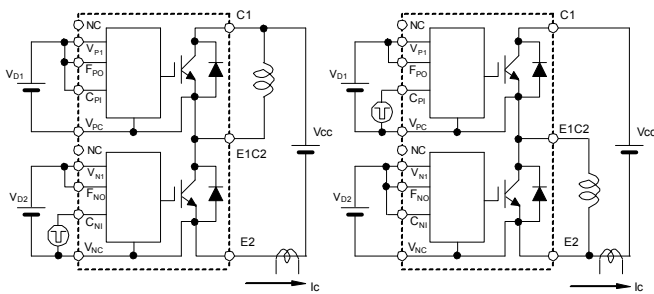 NC
VP1
FPO
CPI
VPC
NC
VN1
FNO
CNI
VNC
VD1
VD2
C1
E1C2
E2
Vcc
Ic
NC
VP1
FPO
CPI
VPC
NC
VN1
FNO
CNI
VNC
VD1
VD2
C1
E1C2
E2
Vcc
Ic